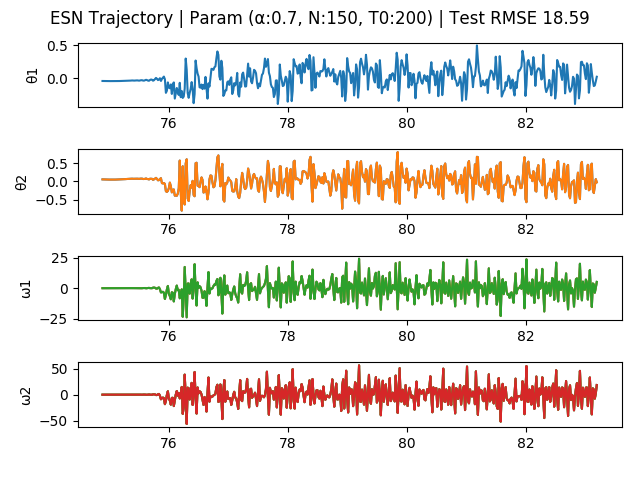 ESN Trajectory | Param (α:0.7, N:150, T0:200) | Test RMSE 18.59
0.5
0.0
θ1
76 78 80 82
0.5
0.0
−0.5
θ2
76 78 80 82
25
0
−25
ω1
76 78 80 82
50
0
−50
ω2
76 78 80 82